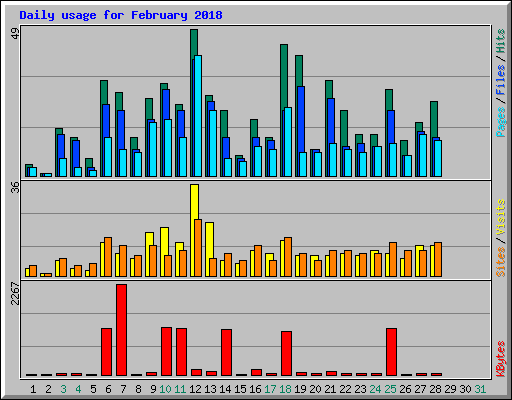 Daily usage for February 2018
49
Pages / Files / Hits
36
Sites / Visits
2267
KBytes
1 2 3 4 5 6 7 8 9 10 11 12 13 14 15 16 17 18 19 20 21 22 23 24 25 26 27 28 29 30 31